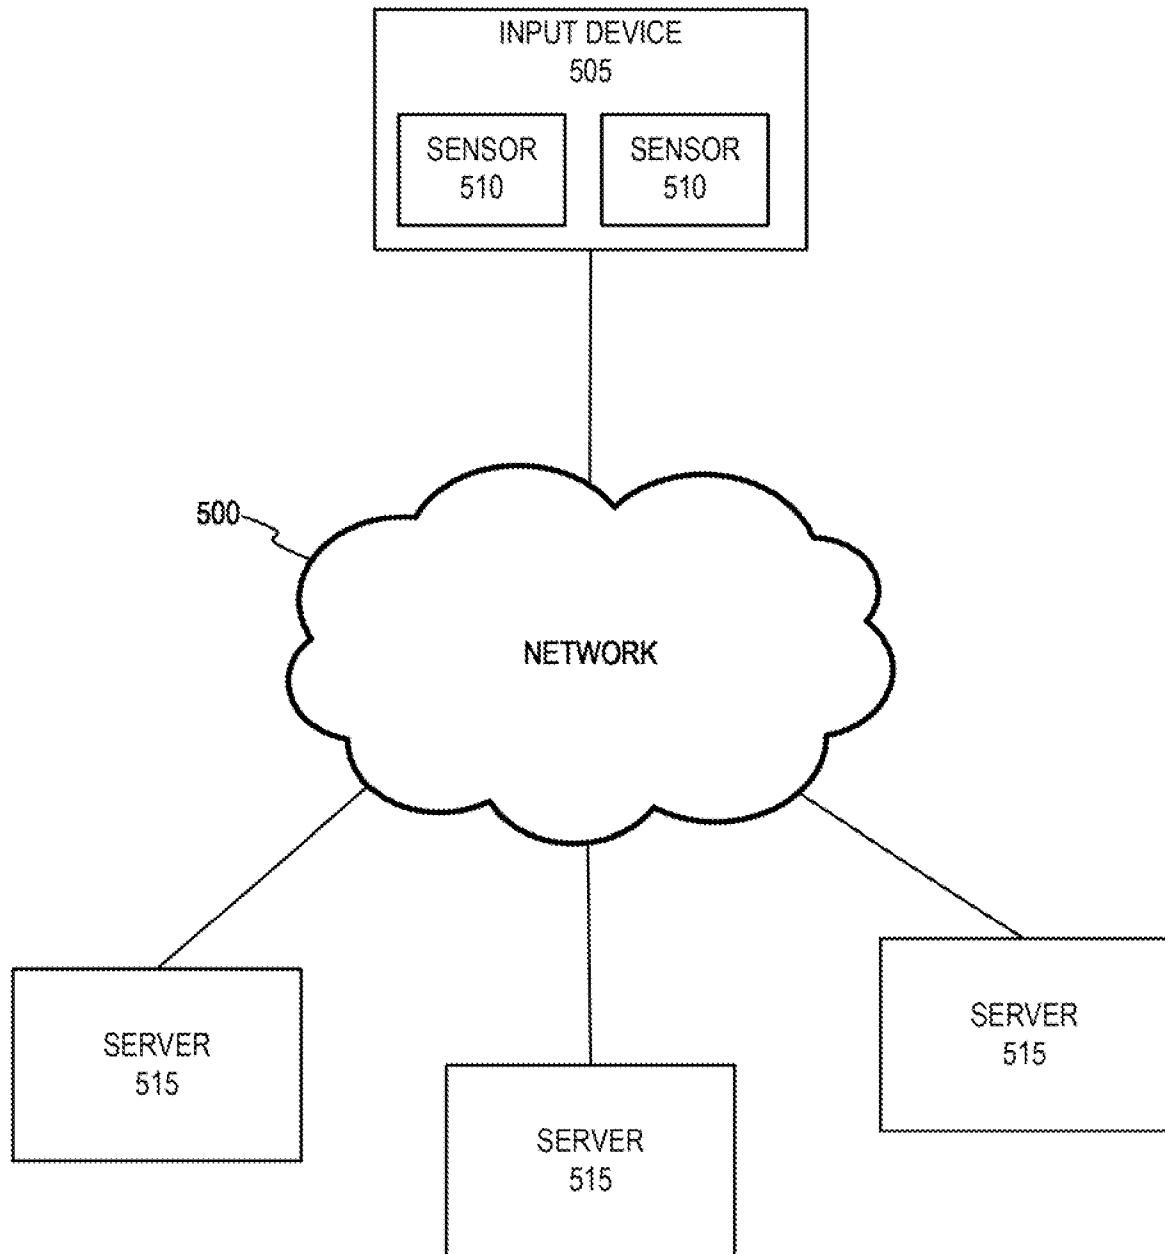 INPUT DEVICE
505
SENSOR
510
SENSOR
510
500
NETWORK
SERVER
515
SERVER
515
SERVER
515